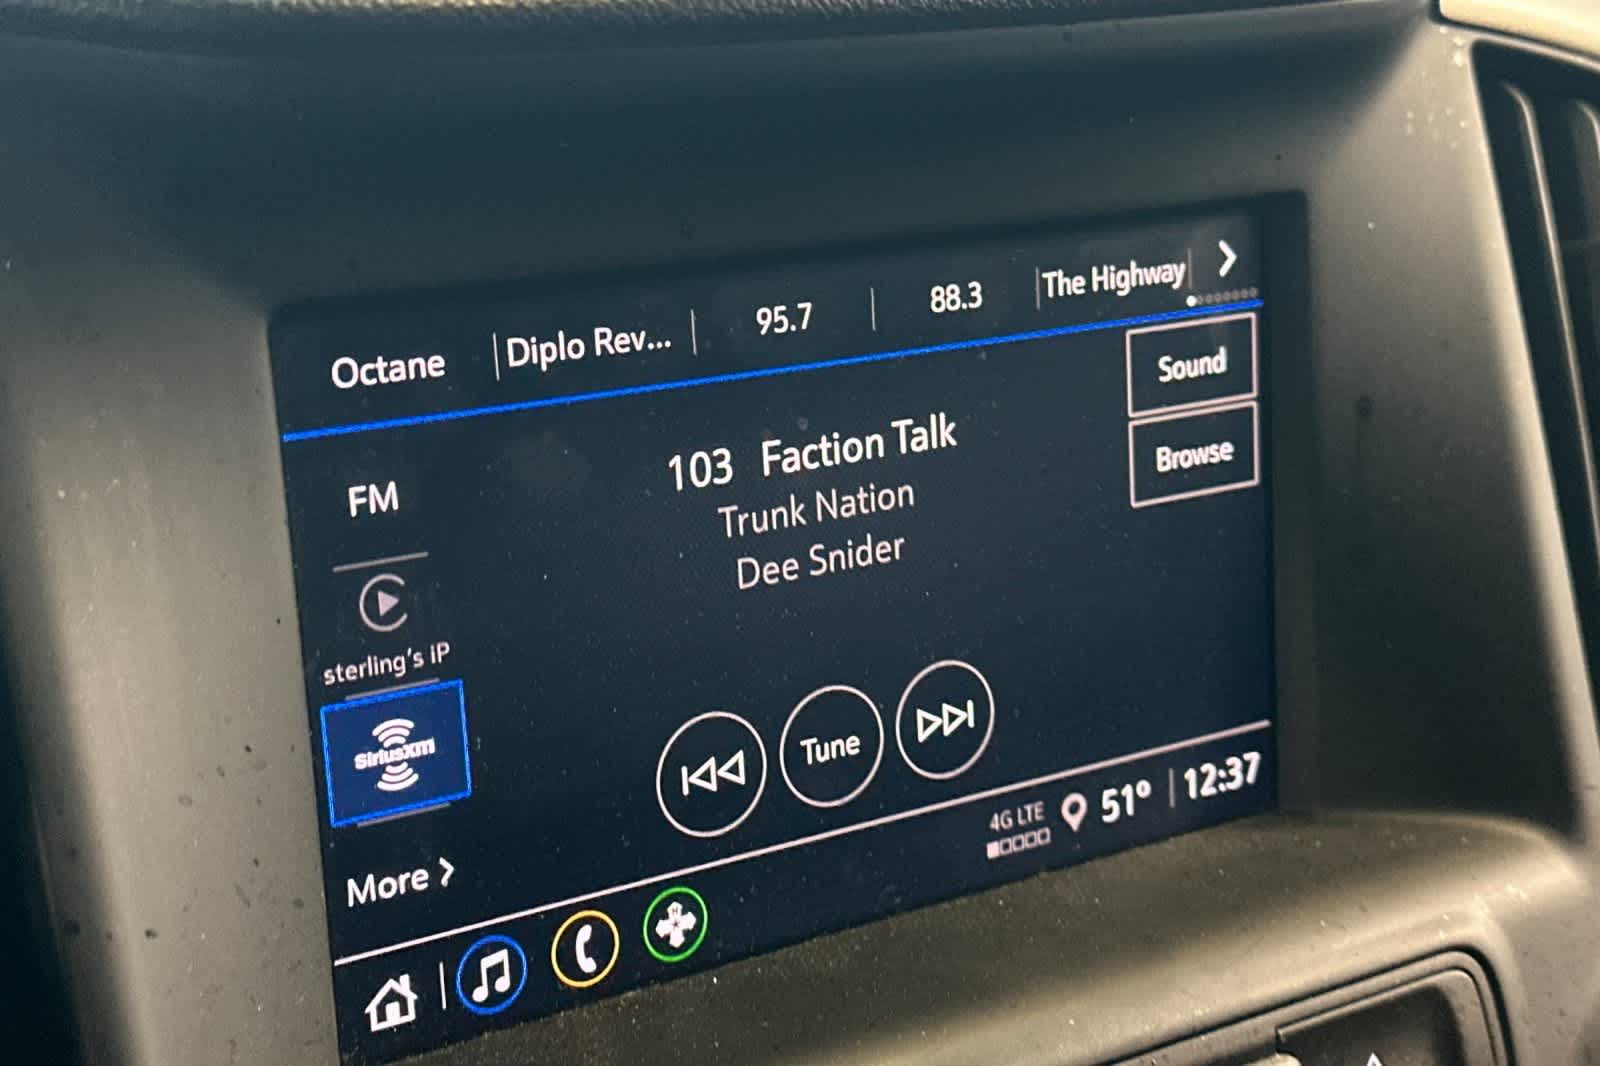 Octane | Diplo Rev... | 95.7 | 88.3 | The Highway
Sound
Browse
FM
103 Faction Talk
Trunk Nation
Dee Snider
sterling's iP
SiriusXM
Tune
More
4G LTE
51° | 12:37